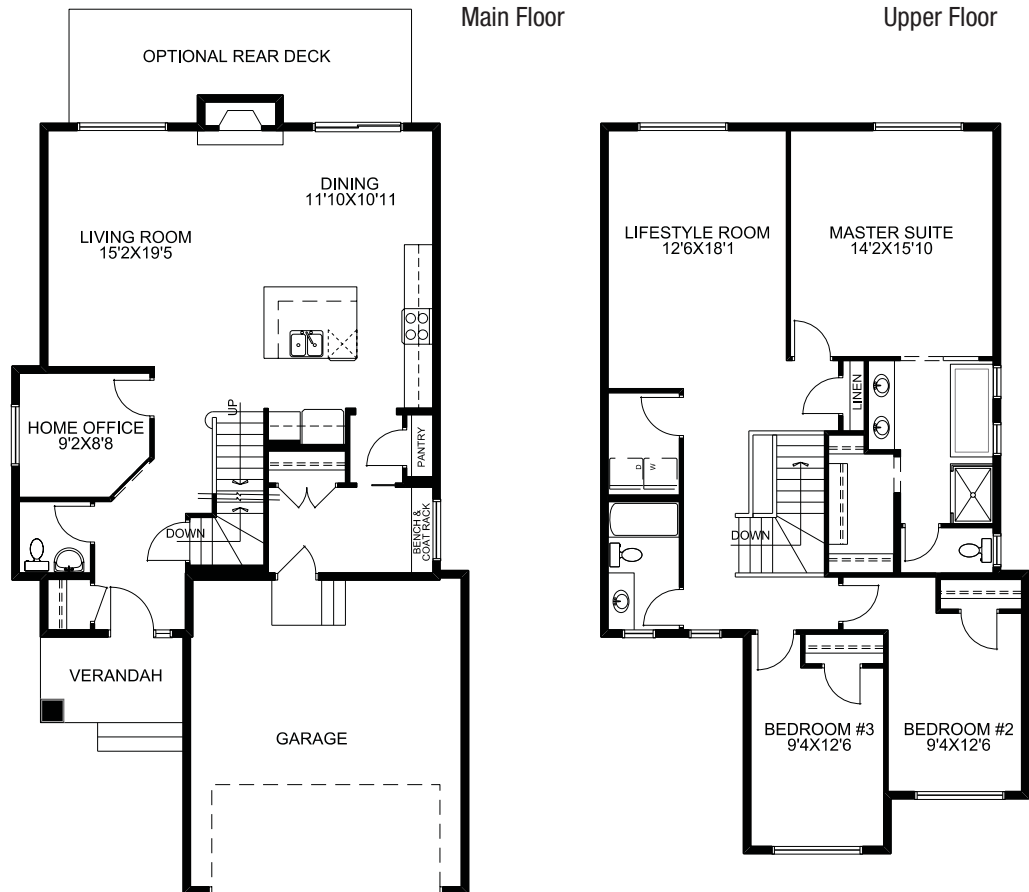 Main Floor
Upper Floor
OPTIONAL REAR DECK
DINING
11'10X10'11
LIVING ROOM
15'2X19'5
HOME OFFICE
9'2X8'8
UP
PANTRY
DOWN
BENCH &
COAT RACK
VERANDAH
GARAGE
LIFESTYLE ROOM
12'6X18'1
MASTER SUITE
14'2X15'10
LINEN
D
W
DOWN
BEDROOM #3
9'4X12'6
BEDROOM #2
9'4X12'6